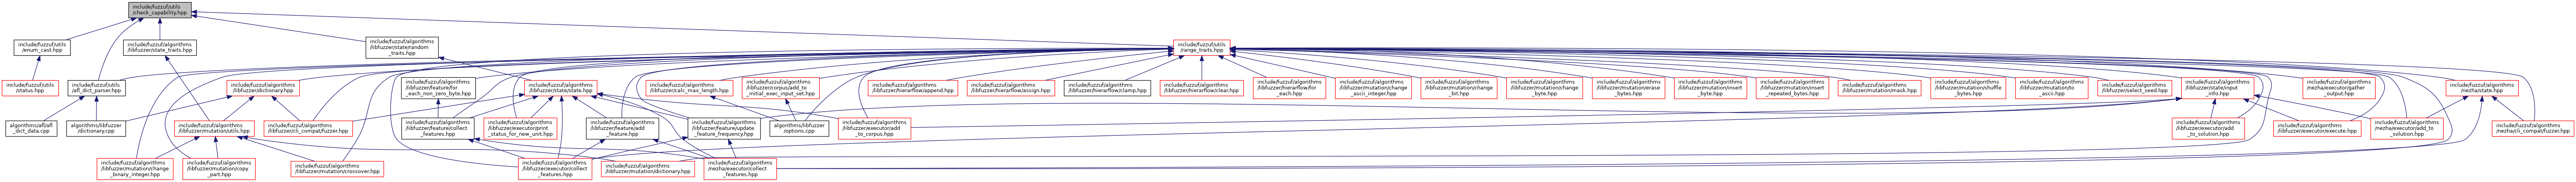 include/fuzzuf/utils
/check_capability.hpp
include/fuzzuf/utils
/enum_cast.hpp
include/fuzzuf/algorithms
/libfuzzer/state_traits.hpp
include/fuzzuf/algorithms
/libfuzzer/state/random
_traits.hpp
include/fuzzuf/utils
/range_traits.hpp
include/fuzzuf/utils
/status.hpp
include/fuzzuf/utils
/afl_dict_parser.hpp
include/fuzzuf/algorithms
/libfuzzer/dictionary.hpp
include/fuzzuf/algorithms
/libfuzzer/feature/for
_each_non_zero_byte.hpp
include/fuzzuf/algorithms
/libfuzzer/state/state.hpp
include/fuzzuf/algorithms
/libfuzzer/calc_max_length.hpp
include/fuzzuf/algorithms
/libfuzzer/corpus/add_to
_initial_exec_input_set.hpp
include/fuzzuf/algorithms
/libfuzzer/hierarflow/append.hpp
include/fuzzuf/algorithms
/libfuzzer/hierarflow/assign.hpp
include/fuzzuf/algorithms
/libfuzzer/hierarflow/clamp.hpp
include/fuzzuf/algorithms
/libfuzzer/hierarflow/clear.hpp
include/fuzzuf/algorithms
/libfuzzer/hierarflow/for
_each.hpp
include/fuzzuf/algorithms
/libfuzzer/mutation/change
_ascii_integer.hpp
include/fuzzuf/algorithms
/libfuzzer/mutation/change
_bit.hpp
include/fuzzuf/algorithms
/libfuzzer/mutation/change
_byte.hpp
include/fuzzuf/algorithms
/libfuzzer/mutation/erase
_bytes.hpp
include/fuzzuf/algorithms
/libfuzzer/mutation/insert
_byte.hpp
include/fuzzuf/algorithms
/libfuzzer/mutation/insert
_repeated_bytes.hpp
include/fuzzuf/algorithms
/libfuzzer/mutation/mask.hpp
include/fuzzuf/algorithms
/libfuzzer/mutation/shuffle
_bytes.hpp
include/fuzzuf/algorithms
/libfuzzer/mutation/to
_ascii.hpp
include/fuzzuf/algorithms
/libfuzzer/select_seed.hpp
include/fuzzuf/algorithms
/libfuzzer/state/input
_info.hpp
include/fuzzuf/algorithms
/nezha/executor/gather
_output.hpp
include/fuzzuf/algorithms
/nezha/state.hpp
algorithms/afl/afl
_dict_data.cpp
algorithms/libfuzzer
/dictionary.cpp
include/fuzzuf/algorithms
/libfuzzer/mutation/utils.hpp
include/fuzzuf/algorithms
/libfuzzer/cli_compat/fuzzer.hpp
include/fuzzuf/algorithms
/libfuzzer/feature/collect
_features.hpp
include/fuzzuf/algorithms
/libfuzzer/executor/print
_status_for_new_unit.hpp
include/fuzzuf/algorithms
/libfuzzer/feature/add
_feature.hpp
include/fuzzuf/algorithms
/libfuzzer/feature/update
_feature_frequency.hpp
algorithms/libfuzzer
/options.cpp
include/fuzzuf/algorithms
/libfuzzer/executor/add
_to_corpus.hpp
include/fuzzuf/algorithms
/libfuzzer/executor/add
_to_solution.hpp
include/fuzzuf/algorithms
/libfuzzer/executor/execute.hpp
include/fuzzuf/algorithms
/nezha/executor/add_to
_solution.hpp
include/fuzzuf/algorithms
/nezha/cli_compat/fuzzer.hpp
include/fuzzuf/algorithms
/libfuzzer/mutation/change
_binary_integer.hpp
include/fuzzuf/algorithms
/libfuzzer/mutation/copy
_part.hpp
include/fuzzuf/algorithms
/libfuzzer/mutation/crossover.hpp
include/fuzzuf/algorithms
/libfuzzer/executor/collect
_features.hpp
include/fuzzuf/algorithms
/libfuzzer/mutation/dictionary.hpp
include/fuzzuf/algorithms
/nezha/executor/collect
_features.hpp